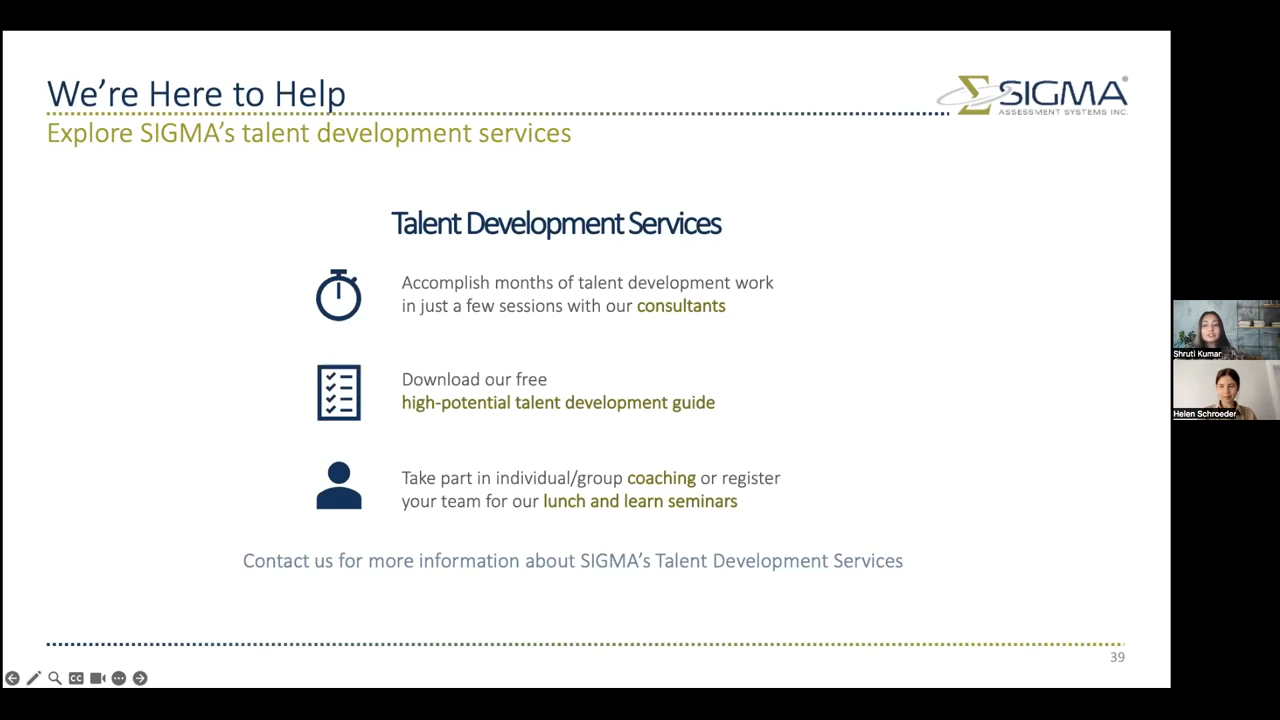 We're Here to Help
Explore SIGMA's talent development services
SIGMA®
ASSESSMENT SYSTEMS INC.
Talent Development Services
Accomplish months of talent development work
in just a few sessions with our consultants
Download our free
high-potential talent development guide
Take part in individual/group coaching or register
your team for our lunch and learn seminars
Contact us for more information about SIGMA's Talent Development Services
39
CC
Shruti Kumar
Helen Schroeder